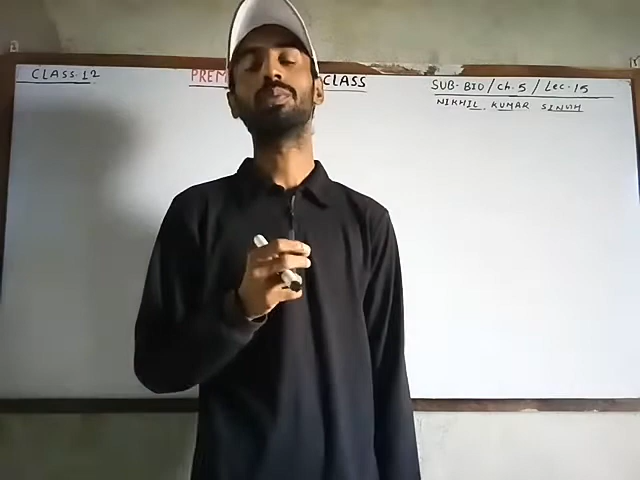 CLASS-12
PREM CLASS
SUB-BIO/Ch.5/Lec.15
NIKHIL KUMAR SINGH